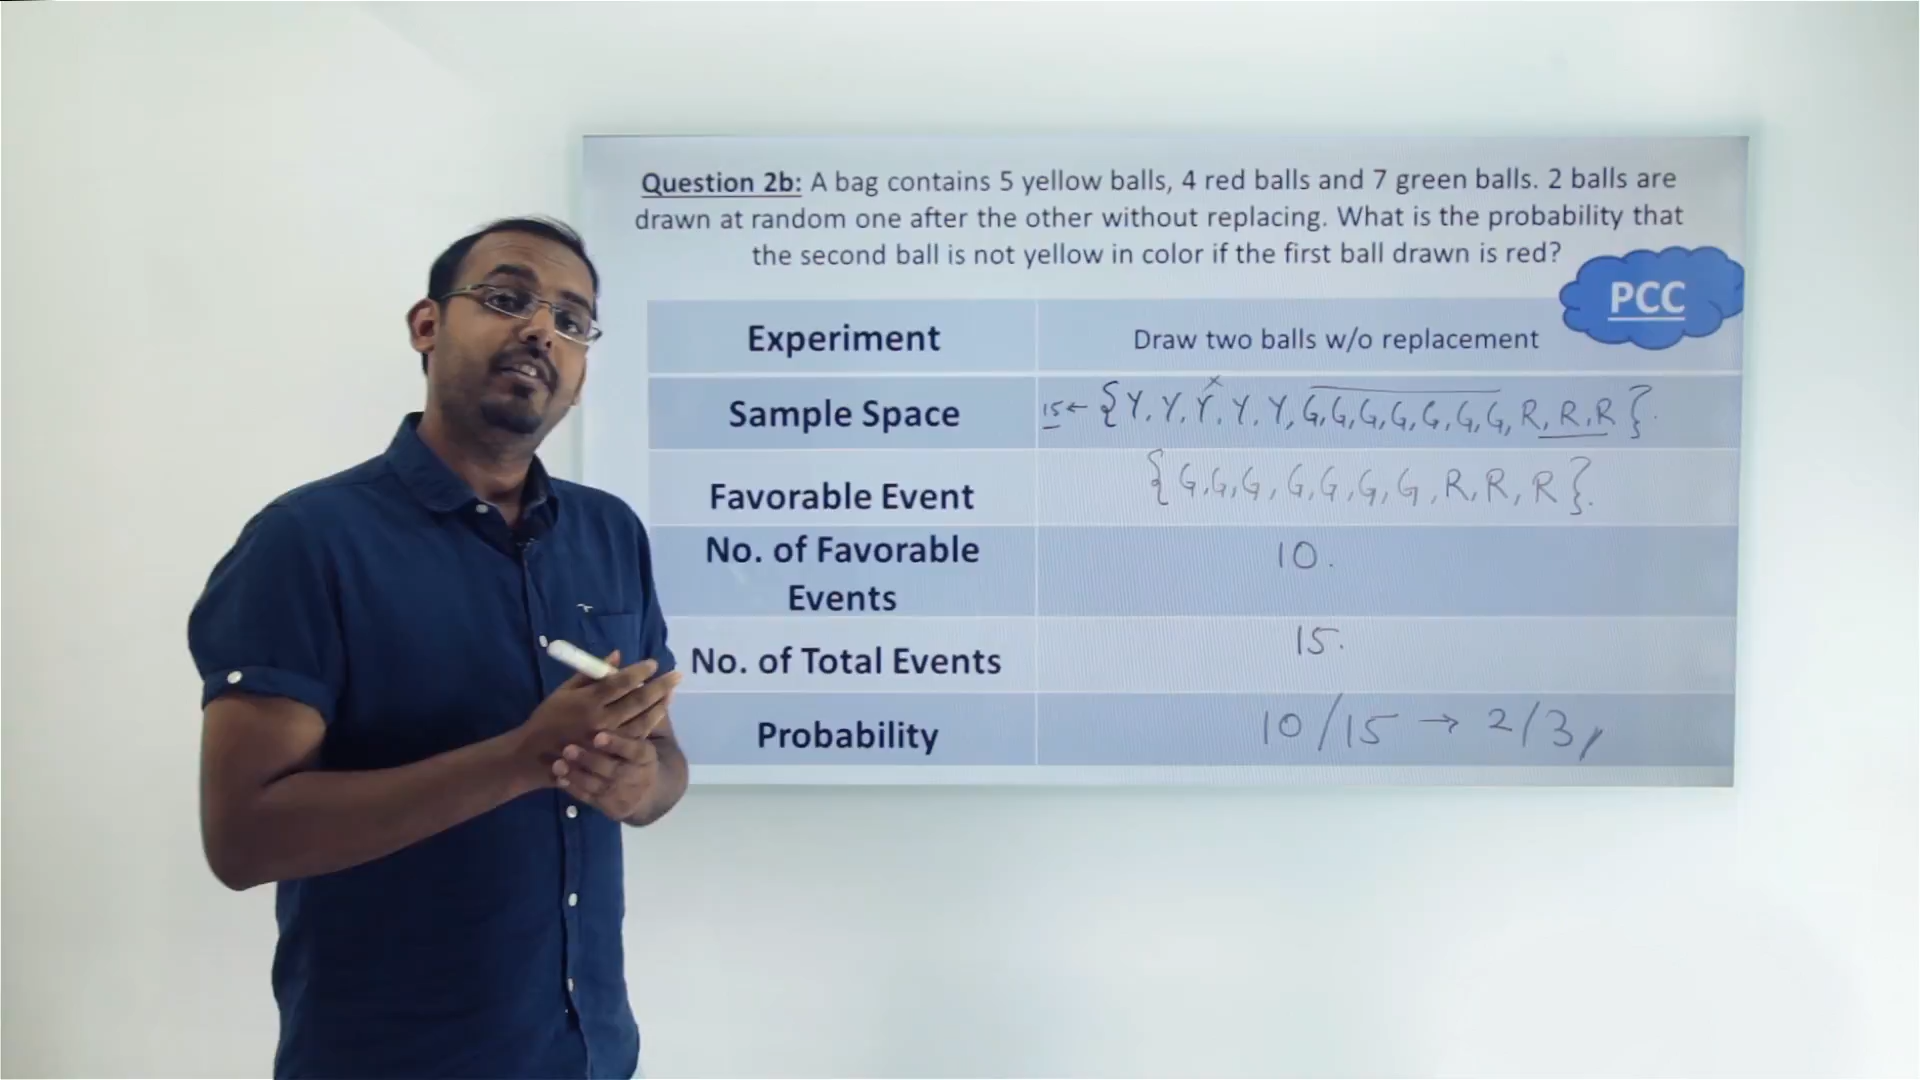 Question 2b: A bag contains 5 yellow balls, 4 red balls and 7 green balls. 2 balls are
drawn at random one after the other without replacing. What is the probability that
the second ball is not yellow in color if the first ball drawn is red?
PCC
Experiment
Draw two balls w/o replacement
Sample Space
15 ← {Y, Y, Y, Y, Y, G, G, G, G, G, G, G, R, R, R}.
Favorable Event
{G, G, G, G, G, G, G, R, R, R}.
No. of Favorable
Events
10.
No. of Total Events
15.
Probability
10/15 → 2/3